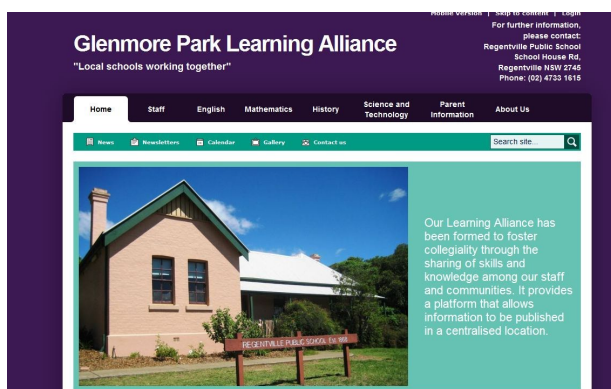 Mobile version | Skip to content | Login
Glenmore Park Learning Alliance
"Local schools working together"
For further information,
please contact:
Regentville Public School
School House Rd,
Regentville NSW 2745
Phone: (02) 4733 1615
Home Staff English Mathematics History Science and Technology Parent Information About Us
News Newsletters Calendar Gallery Contact us Search site...
Our Learning Alliance has
been formed to foster
collegiality through the
sharing of skills and
knowledge among our staff
and communities. It provides
a platform that allows
information to be published
in a centralised location.
REGENTVILLE PUBLIC SCHOOL Est 1868